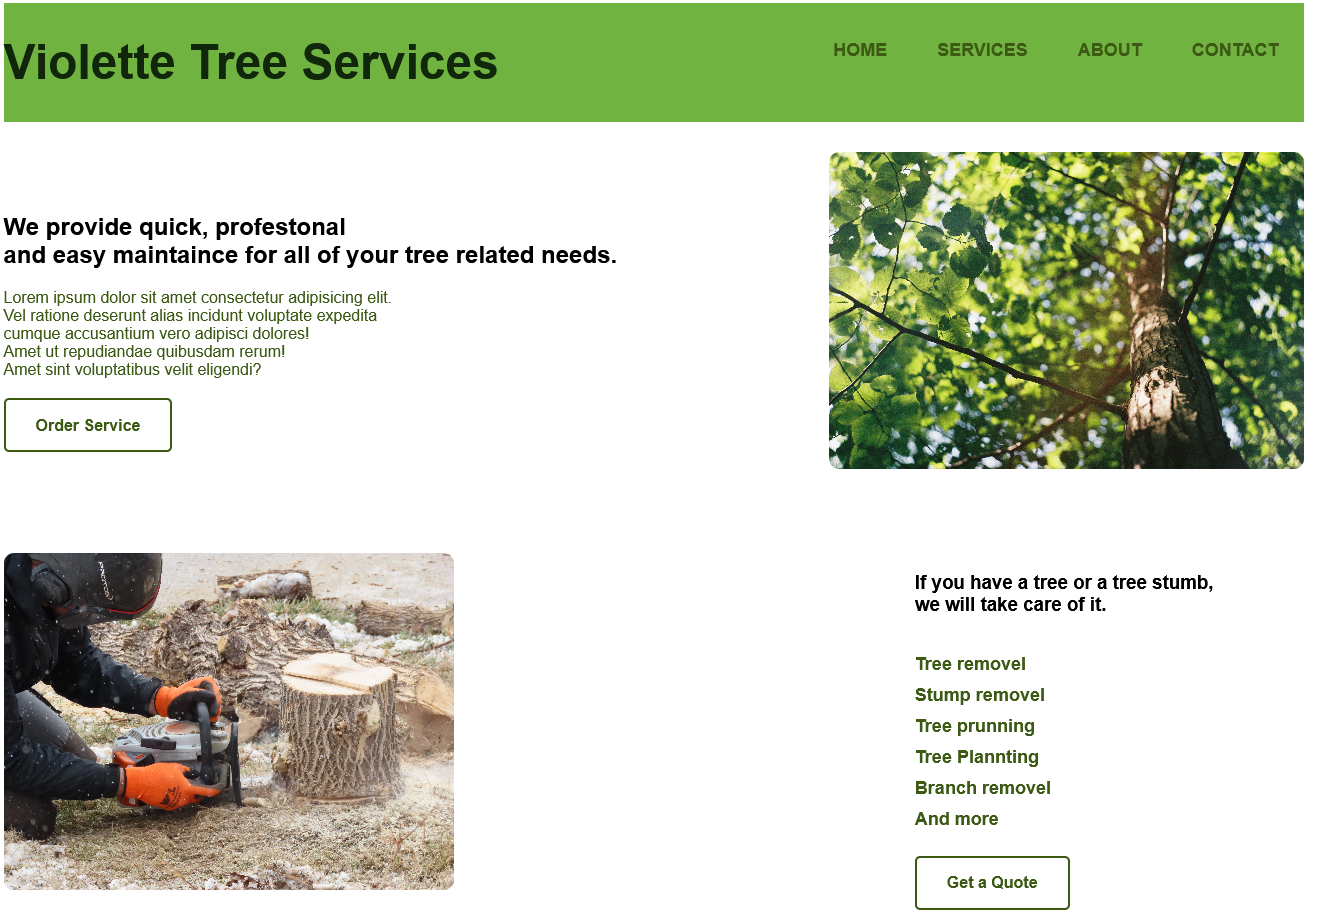 Violette Tree Services
HOME SERVICES ABOUT CONTACT
We provide quick, profestonal
and easy maintaince for all of your tree related needs.
Lorem ipsum dolor sit amet consectetur adipisicing elit.
Vel ratione deserunt alias incidunt voluptate expedita
cumque accusantium vero adipisci dolores!
Amet ut repudiandae quibusdam rerum!
Amet sint voluptatibus velit eligendi?
Order Service
If you have a tree or a tree stumb,
we will take care of it.
Tree removel
Stump removel
Tree prunning
Tree Plannting
Branch removel
And more
Get a Quote